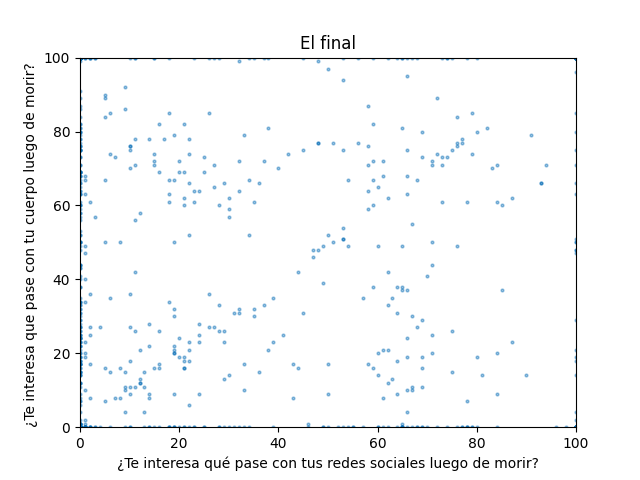 El final
¿Te interesa que pase con tu cuerpo luego de morir?
100
80
60
40
20
0
0 20 40 60 80 100
¿Te interesa qué pase con tus redes sociales luego de morir?